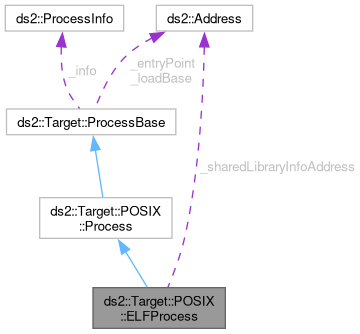 ds2::ProcessInfo
ds2::Address
_info
_entryPoint
_loadBase
ds2::Target::ProcessBase
_sharedLibraryInfoAddress
ds2::Target::POSIX
::Process
ds2::Target::POSIX
::ELFProcess